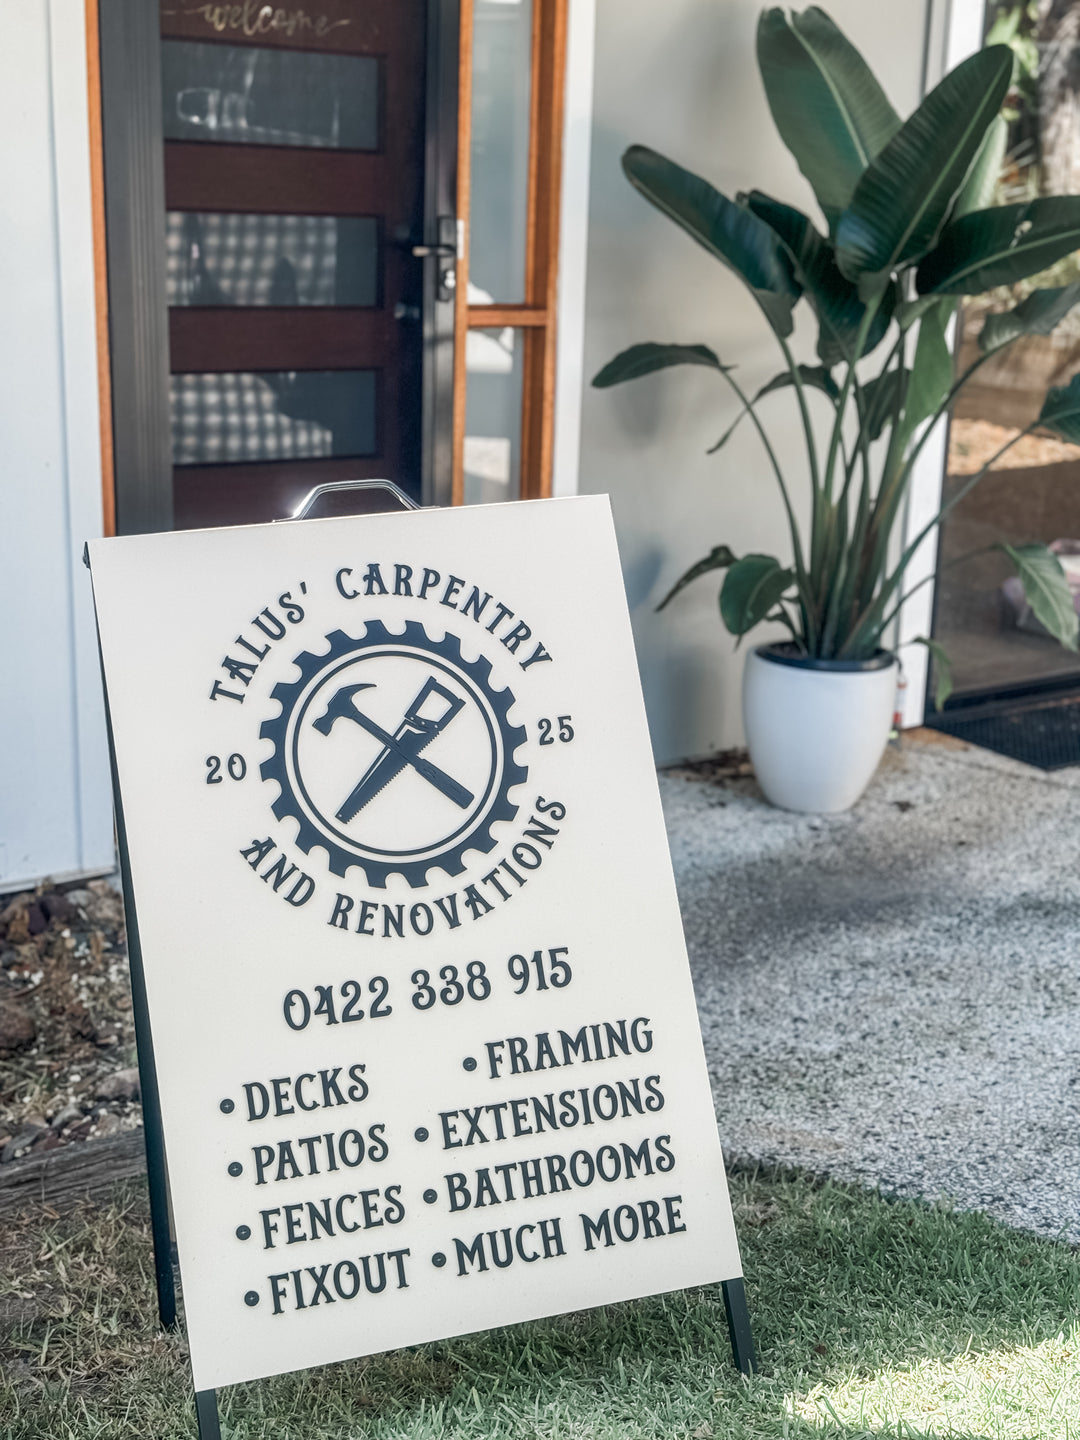 welcome
TALUS' CARPENTRY
20 25
AND RENOVATIONS
0422 338 915
• DECKS
• PATIOS
• FENCES
• FIXOUT
• FRAMING
• EXTENSIONS
• BATHROOMS
• MUCH MORE